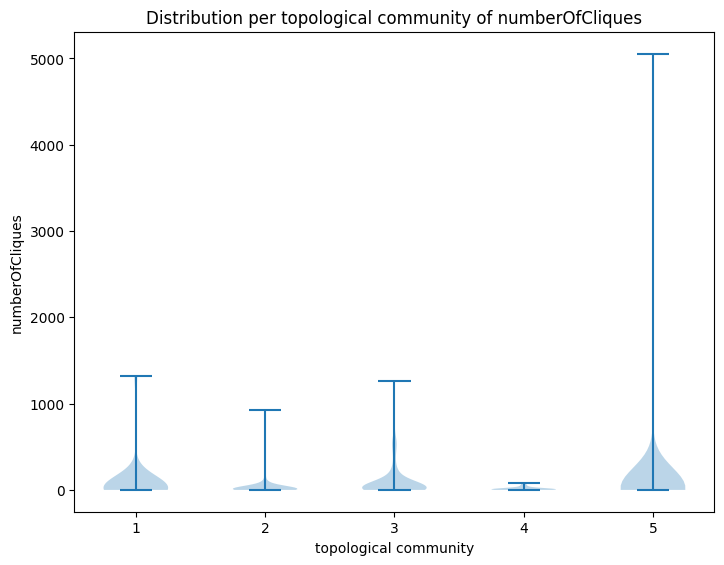 Distribution per topological community of numberOfCliques
numberOfCliques
5000
4000
3000
2000
1000
0
1 2 3 4 5
topological community